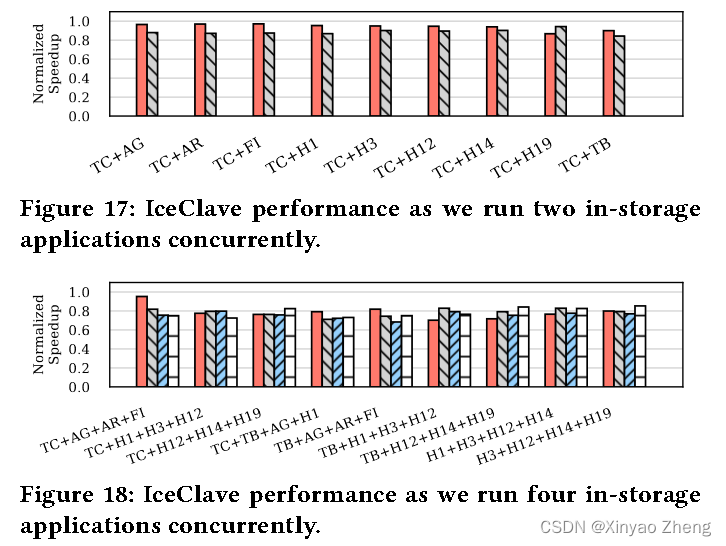 Normalized
Speedup
1.0
0.8
0.6
0.4
0.2
0.0
TC+AG
TC+AR
TC+FI
TC+H1
TC+H3
TC+H12
TC+H14
TC+H19
TC+TB
Figure 17: IceClave performance as we run two in-storage
applications concurrently.
Normalized
Speedup
1.0
0.8
0.6
0.4
0.2
0.0
TC+AG+AR+FI
TC+H1+H3+H12
TC+H12+H14+H19
TC+TB+AG+H1
TB+AG+AR+FI
TB+H1+H3+H12
TB+H12+H14+H19
H1+H3+H12+H14
H3+H12+H14+H19
Figure 18: IceClave performance as we run four in-storage
applications concurrently.
CSDN @Xinyao Zheng